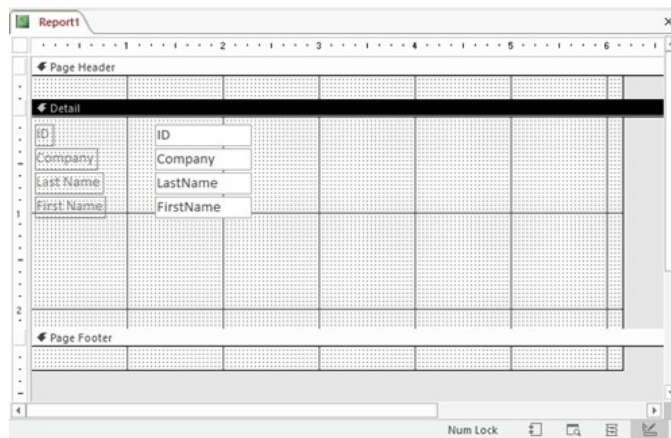 Report1
1 2 3 4 5 6
Page Header
Detail
ID ID
Company Company
Last Name LastName
First Name FirstName
1
2
Page Footer
Num Lock